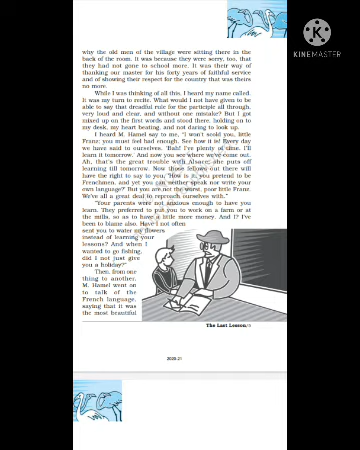 KINEMASTER
why the old men of the village were sitting there in the
back of the room. It was because they were sorry, too, that
they had not gone to school more. It was their way of
thanking our master for his forty years of faithful service
and of showing their respect for the country that was theirs
no more.
While I was thinking of all this, I heard my name called.
It was my turn to recite. What would I not have given to be
able to say that dreadful rule for the participle all through,
very loud and clear, and without one mistake? But I got
mixed up on the first words and stood there, holding on to
my desk, my heart beating, and not daring to look up.
I heard M. Hamel say to me, “I won't scold you, little
Franz; you must feel bad enough. See how it is! Every day
we have said to ourselves, ‘Bah! I've plenty of time. I'll
learn it tomorrow.’ And now you see where we've come out.
Ah, that's the great trouble with Alsace; she puts off
learning till tomorrow. Now those fellows out there will
have the right to say to you, ‘How is it; you pretend to be
Frenchmen, and yet you can neither speak nor write your
own language?’ But you are not the worst, poor little Franz.
We've all a great deal to reproach ourselves with.”
“Your parents were not anxious enough to have you
learn. They preferred to put you to work on a farm or at
the mills, so as to have a little more money. And I? I've
been to blame also. Have I not often
sent you to water my flowers
instead of learning your
lessons? And when I
wanted to go fishing,
did I not just give
you a holiday?”
Then, from one
thing to another,
M. Hamel went on
to talk of the
French language,
saying that it was
the most beautiful
The Last Lesson
2020-21